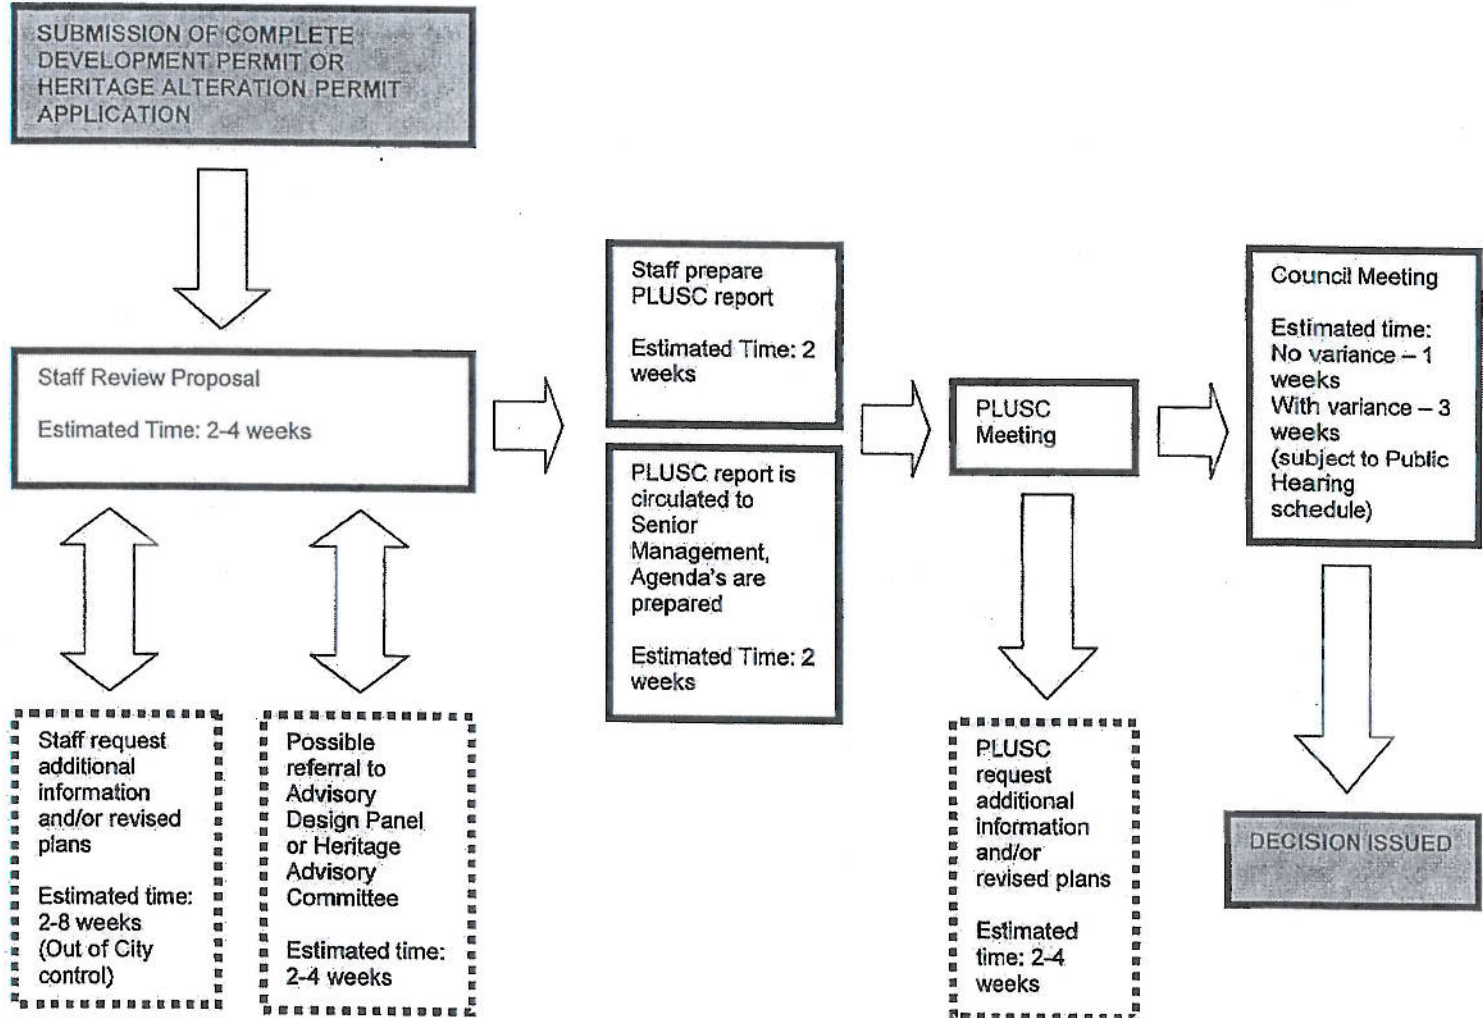 SUBMISSION OF COMPLETE
DEVELOPMENT PERMIT OR
HERITAGE ALTERATION PERMIT
APPLICATION
Staff Review Proposal
Estimated Time: 2-4 weeks
Staff request
additional
information
and/or revised
plans
Estimated time:
2-8 weeks
(Out of City
control)
Possible
referral to
Advisory
Design Panel
or Heritage
Advisory
Committee
Estimated time:
2-4 weeks
Staff prepare
PLUSC report
Estimated Time: 2
weeks
PLUSC report is
circulated to
Senior
Management,
Agenda's are
prepared
Estimated Time: 2
weeks
PLUSC
Meeting
PLUSC
request
additional
information
and/or
revised plans
Estimated
time: 2-4
weeks
Council Meeting
Estimated time:
No variance – 1
weeks
With variance – 3
weeks
(subject to Public
Hearing
schedule)
DECISION ISSUED